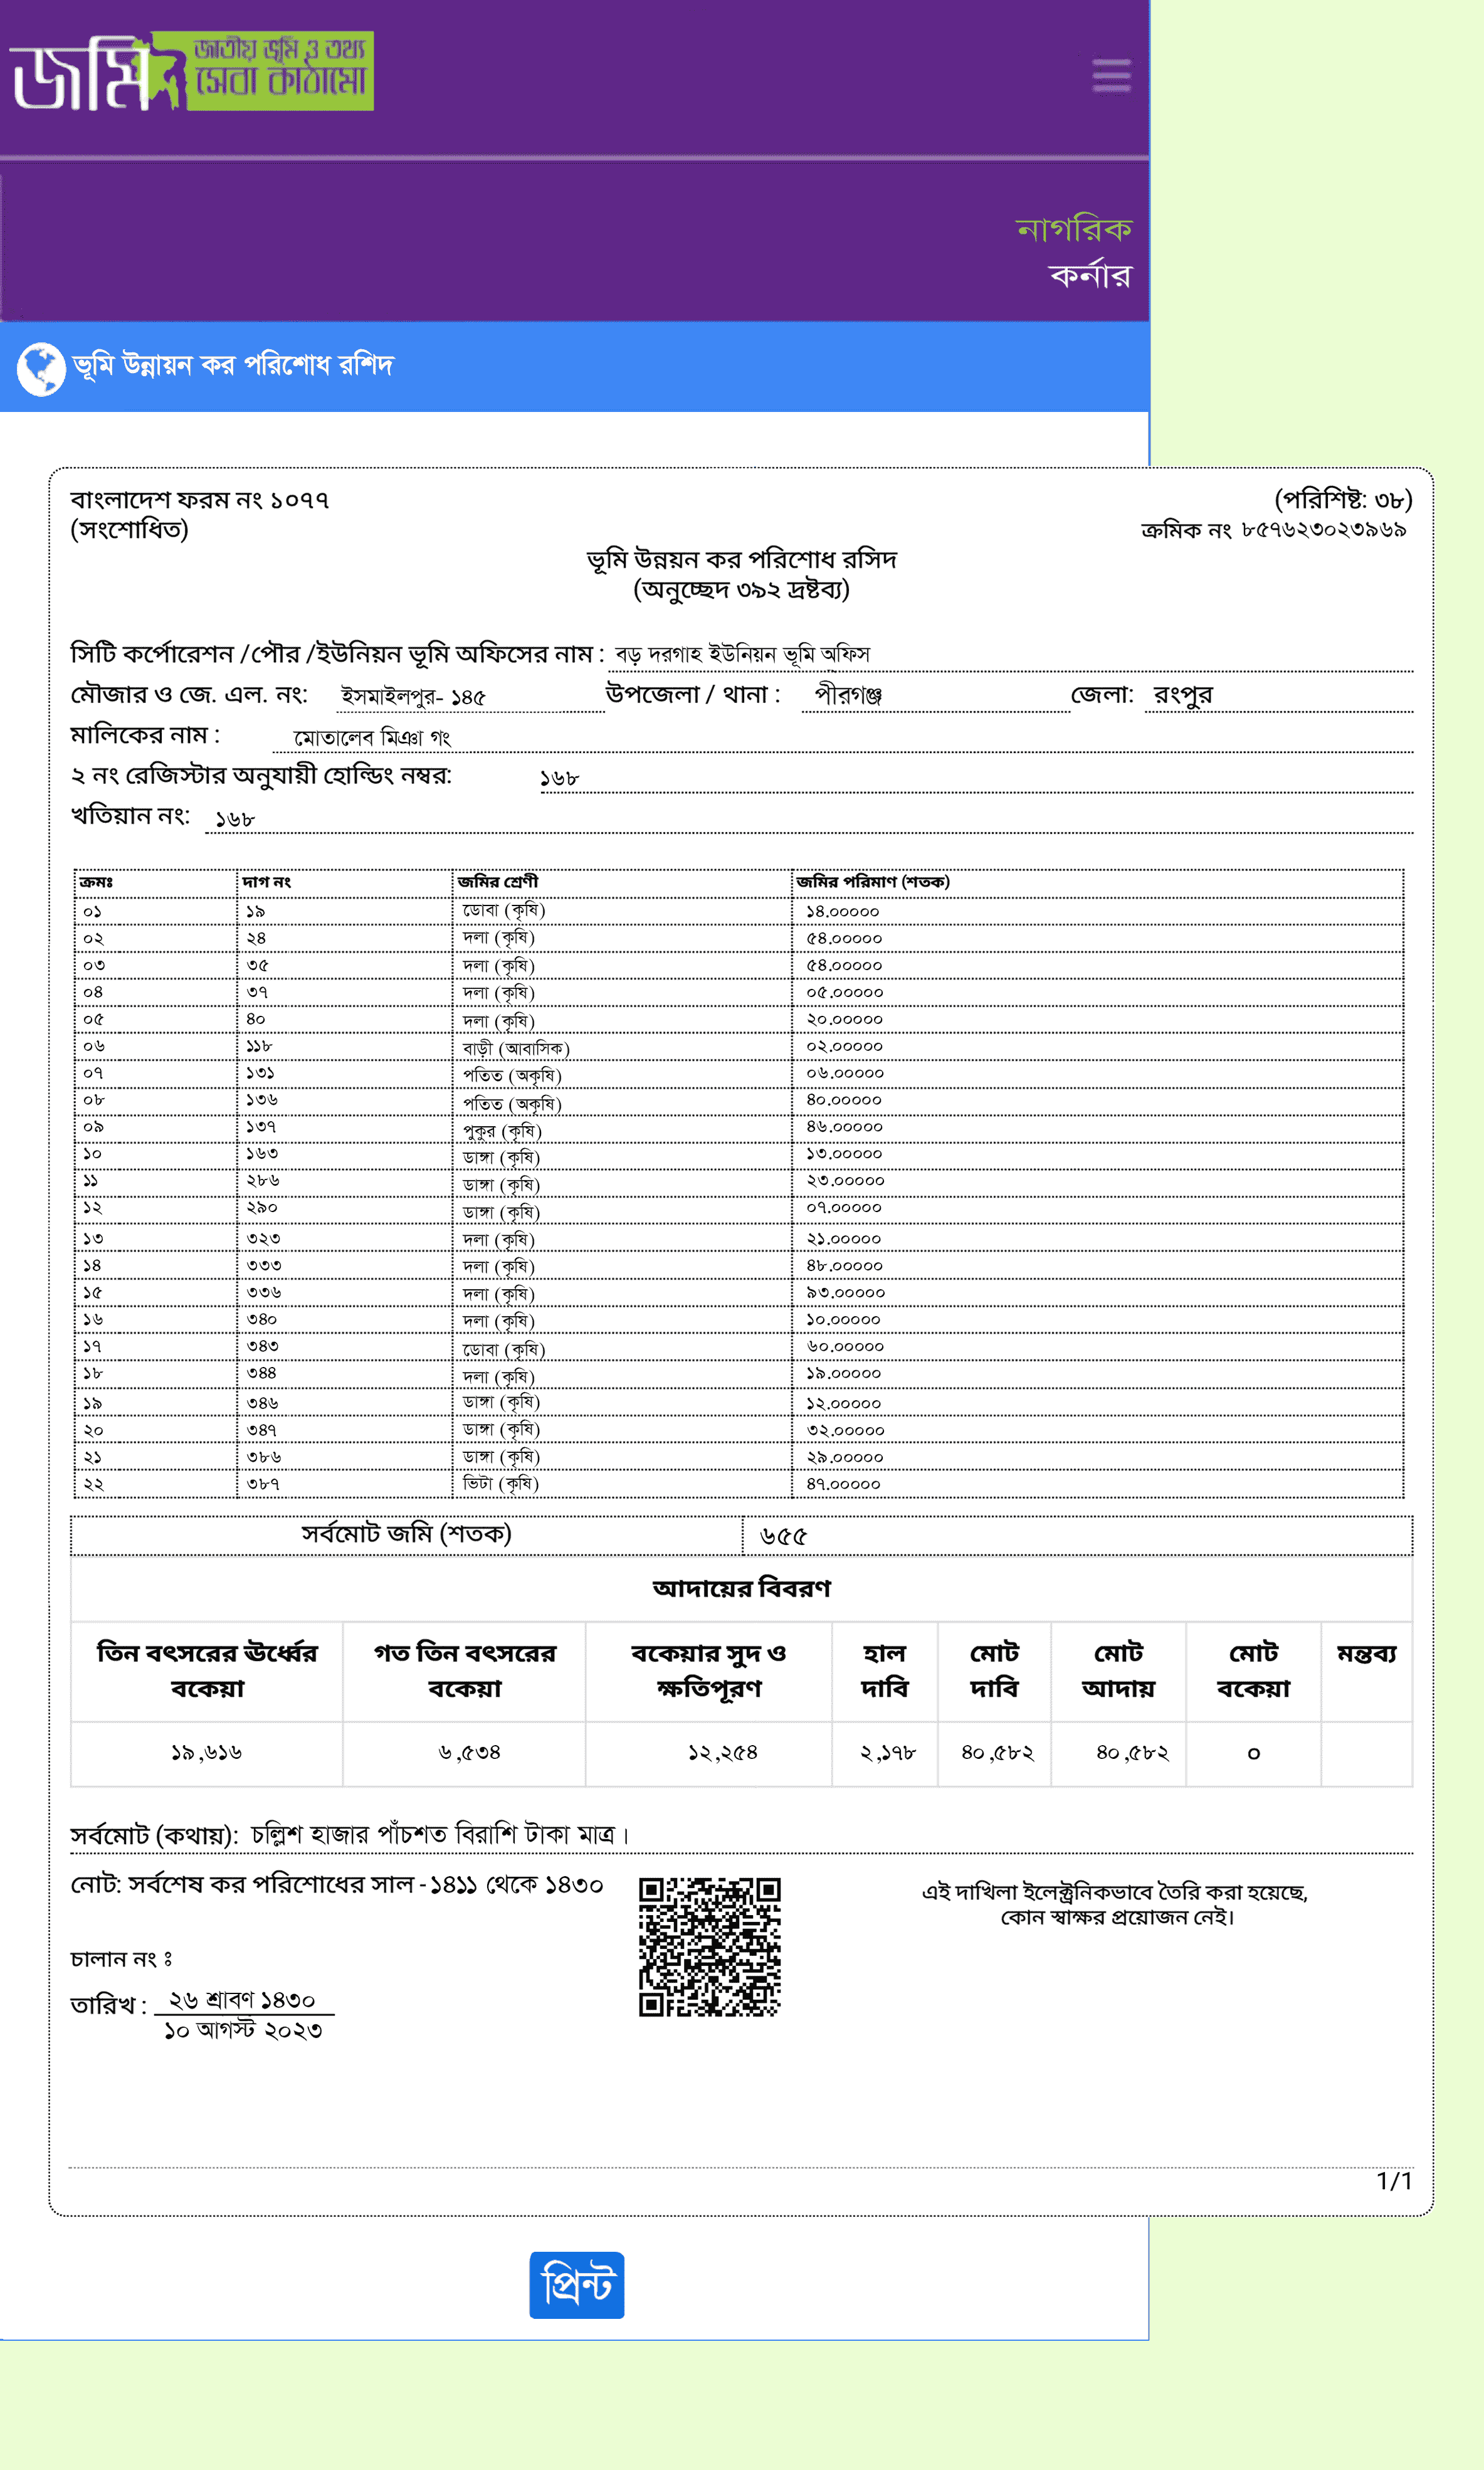 জমি জাতীয় ভূমি ও তথ্য
সেবা কাঠামো
নাগরিক
কর্নার
ভূমি উন্নায়ন কর পরিশোধ রশিদ
বাংলাদেশ ফরম নং ১০৭৭ (পরিশিষ্ট: ৩৮)
(সংশোধিত) ক্রমিক নং ৮৫৭৬২৩০২৩৯৬৯
ভূমি উন্নয়ন কর পরিশোধ রসিদ
(অনুচ্ছেদ ৩৯২ দ্রষ্টব্য)
সিটি কর্পোরেশন /পৌর /ইউনিয়ন ভূমি অফিসের নাম : বড় দরগাহ ইউনিয়ন ভূমি অফিস
মৌজার ও জে. এল. নং: ইসমাইলপুর- ১৪৫ উপজেলা / থানা : পীরগঞ্জ জেলা: রংপুর
মালিকের নাম : মোতালেব মিঞা গং
২ নং রেজিস্টার অনুযায়ী হোল্ডিং নম্বর: ১৬৮
খতিয়ান নং: ১৬৮
ক্রমঃ দাগ নং জমির শ্রেণী জমির পরিমাণ (শতক)
০১ ১৯ ডোবা (কৃষি) ১৪.০০০০০
০২ ২৪ দলা (কৃষি) ৫৪.০০০০০
০৩ ৩৫ দলা (কৃষি) ৫৪.০০০০০
০৪ ৩৭ দলা (কৃষি) ০৫.০০০০০
০৫ ৪০ দলা (কৃষি) ২০.০০০০০
০৬ ১১৮ বাড়ী (আবাসিক) ০২.০০০০০
০৭ ১৩১ পতিত (অকৃষি) ০৬.০০০০০
০৮ ১৩৬ পতিত (অকৃষি) ৪০.০০০০০
০৯ ১৩৭ পুকুর (কৃষি) ৪৬.০০০০০
১০ ১৬৩ ডাঙ্গা (কৃষি) ১৩.০০০০০
১১ ২৮৬ ডাঙ্গা (কৃষি) ২৩.০০০০০
১২ ২৯০ ডাঙ্গা (কৃষি) ০৭.০০০০০
১৩ ৩২৩ দলা (কৃষি) ২১.০০০০০
১৪ ৩৩৩ দলা (কৃষি) ৪৮.০০০০০
১৫ ৩৩৬ দলা (কৃষি) ৯৩.০০০০০
১৬ ৩৪০ দলা (কৃষি) ১০.০০০০০
১৭ ৩৪৩ ডোবা (কৃষি) ৬০.০০০০০
১৮ ৩৪৪ দলা (কৃষি) ১৯.০০০০০
১৯ ৩৪৬ ডাঙ্গা (কৃষি) ১২.০০০০০
২০ ৩৪৭ ডাঙ্গা (কৃষি) ৩২.০০০০০
২১ ৩৮৬ ডাঙ্গা (কৃষি) ২৯.০০০০০
২২ ৩৮৭ ভিটা (কৃষি) ৪৭.০০০০০
সর্বমোট জমি (শতক) ৬৫৫
আদায়ের বিবরণ
তিন বৎসরের ঊর্ধ্বের গত তিন বৎসরের বকেয়ার সুদ ও হাল মোট মোট মোট মন্তব্য
বকেয়া বকেয়া ক্ষতিপূরণ দাবি দাবি আদায় বকেয়া
১৯,৬১৬ ৬,৫৩৪ ১২,২৫৪ ২,১৭৮ ৪০,৫৮২ ৪০,৫৮২ ০
সর্বমোট (কথায়): চল্লিশ হাজার পাঁচশত বিরাশি টাকা মাত্র।
নোট: সর্বশেষ কর পরিশোধের সাল - ১৪১১ থেকে ১৪৩০
এই দাখিলা ইলেক্ট্রনিকভাবে তৈরি করা হয়েছে,
কোন স্বাক্ষর প্রয়োজন নেই।
চালান নং ঃ
তারিখ : ২৬ শ্রাবণ ১৪৩০
১০ আগস্ট ২০২৩
1/1
প্রিন্ট